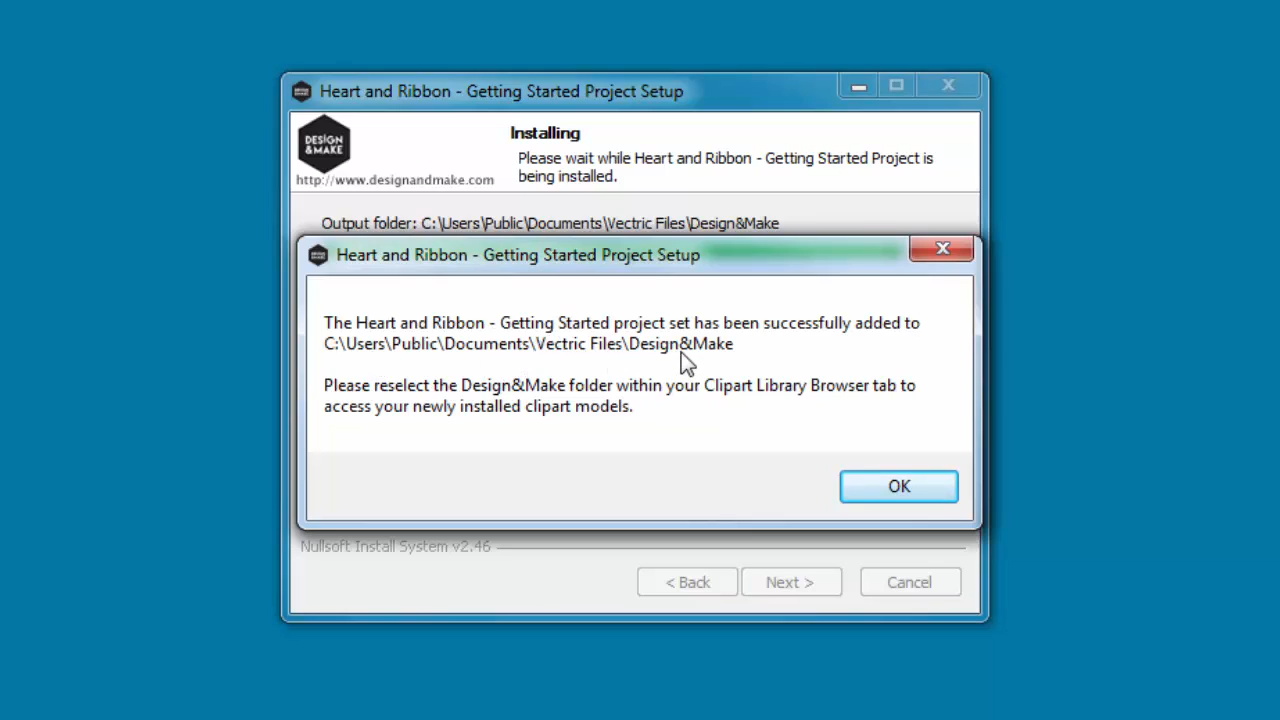 Heart and Ribbon - Getting Started Project Setup
DESIGN
&MAKE
http://www.designandmake.com
Installing
Please wait while Heart and Ribbon - Getting Started Project is
being installed.
Output folder: C:\Users\Public\Documents\Vectric Files\Design&Make
Heart and Ribbon - Getting Started Project Setup
The Heart and Ribbon - Getting Started project set has been successfully added to
C:\Users\Public\Documents\Vectric Files\Design&Make
Please reselect the Design&Make folder within your Clipart Library Browser tab to
access your newly installed clipart models.
OK
Nullsoft Install System v2.46
< Back
Next >
Cancel